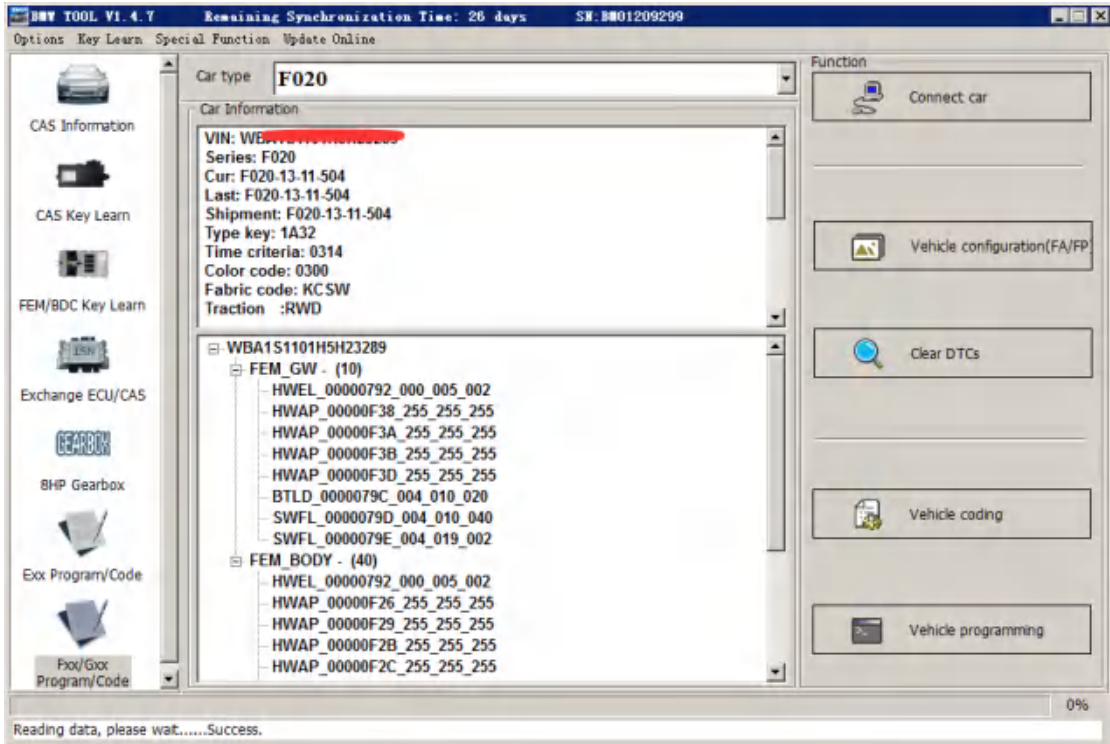 BMW TOOL V1.4.7 Remaining Synchronization Time: 26 days SN:BM01209299
Options Key Learn Special Function Update Online
CAS Information
CAS Key Learn
FEM/BDC Key Learn
ISN
Exchange ECU/CAS
GEARBOX
8HP Gearbox
Exx Program/Code
Fxx/Gxx
Program/Code
Car type F020
Car Information
VIN:
Series: F020
Cur: F020-13-11-504
Last: F020-13-11-504
Shipment: F020-13-11-504
Type key: 1A32
Time criteria: 0314
Color code: 0300
Fabric code: KCSW
Traction :RWD
WBA1S1101H5H23289
FEM_GW - (10)
HWEL_00000792_000_005_002
HWAP_00000F38_255_255_255
HWAP_00000F3A_255_255_255
HWAP_00000F3B_255_255_255
HWAP_00000F3D_255_255_255
BTLD_0000079C_004_010_020
SWFL_0000079D_004_010_040
SWFL_0000079E_004_019_002
FEM_BODY - (40)
HWEL_00000792_000_005_002
HWAP_00000F26_255_255_255
HWAP_00000F29_255_255_255
HWAP_00000F2B_255_255_255
HWAP_00000F2C_255_255_255
Function
Connect car
Vehicle configuration(FA/FP
Clear DTCs
Vehicle coding
Vehicle programming
0%
Reading data, please wait.......Success.